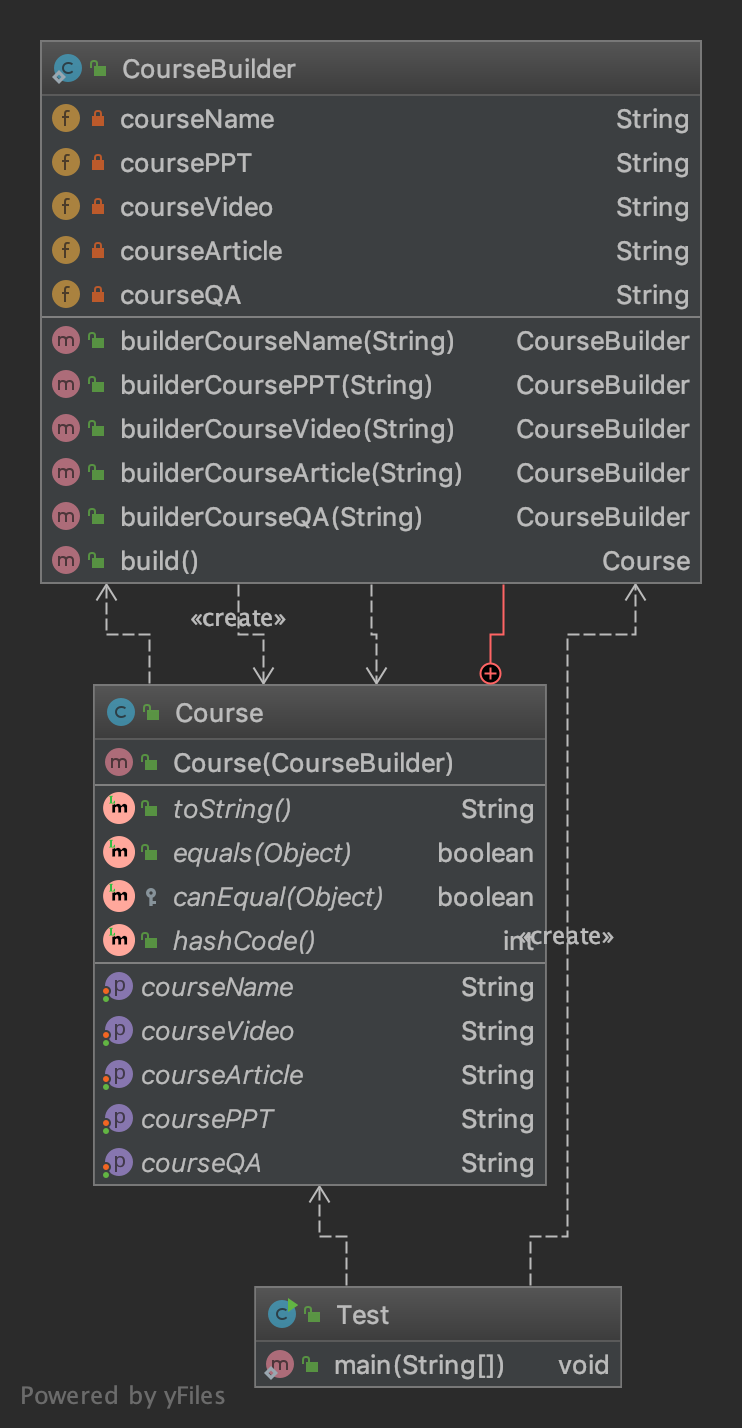 CourseBuilder
courseName String
coursePPT String
courseVideo String
courseArticle String
courseQA String
builderCourseName(String) CourseBuilder
builderCoursePPT(String) CourseBuilder
builderCourseVideo(String) CourseBuilder
builderCourseArticle(String) CourseBuilder
builderCourseQA(String) CourseBuilder
build() Course
«create»
Course
Course(CourseBuilder)
toString() String
equals(Object) boolean
canEqual(Object) boolean
hashCode() int
«create»
courseName String
courseVideo String
courseArticle String
coursePPT String
courseQA String
Test
main(String[]) void
Powered by yFiles